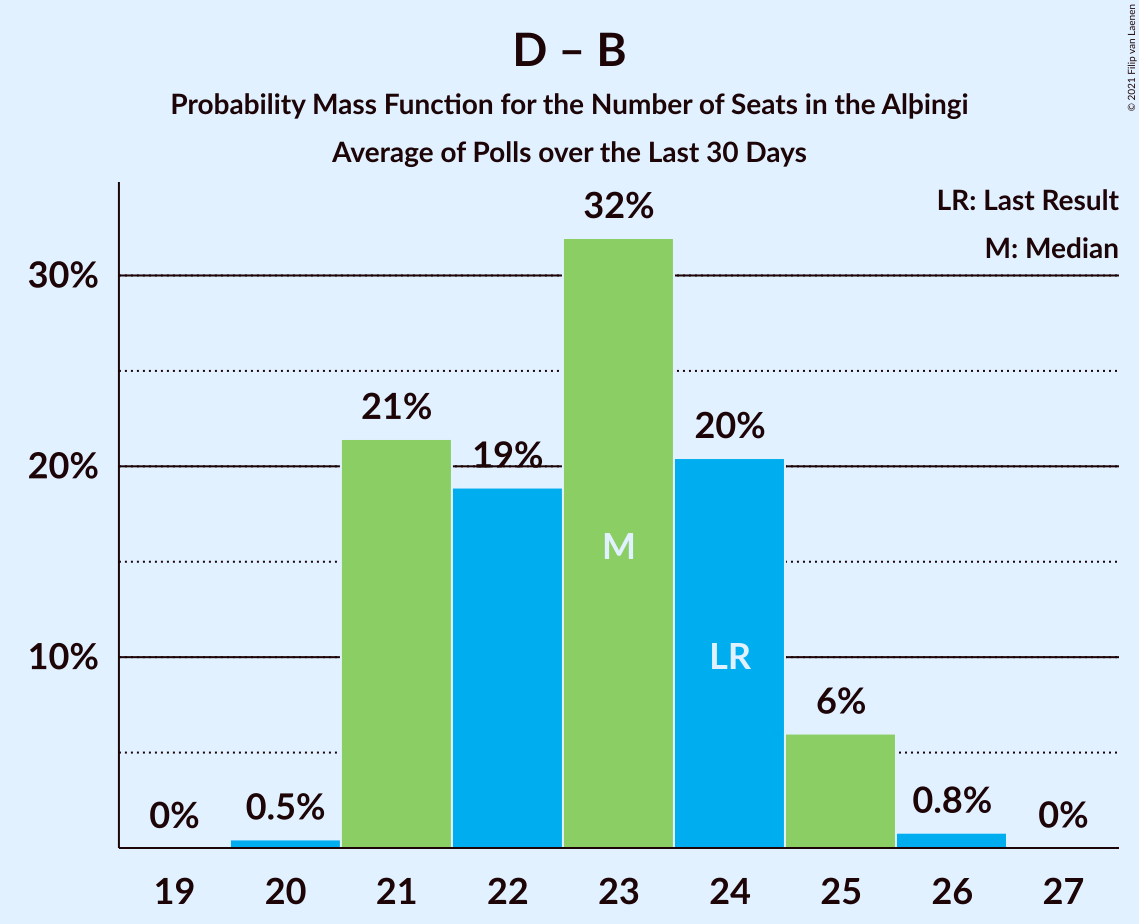 D – B
Probability Mass Function for the Number of Seats in the Alþingi
Average of Polls over the Last 30 Days
© 2021 Filip van Laenen
LR: Last Result
M: Median
32%
30%
21%
20%
19%
20%
M
LR
10%
6%
0%
0.5%
0.8%
0%
19 20 21 22 23 24 25 26 27